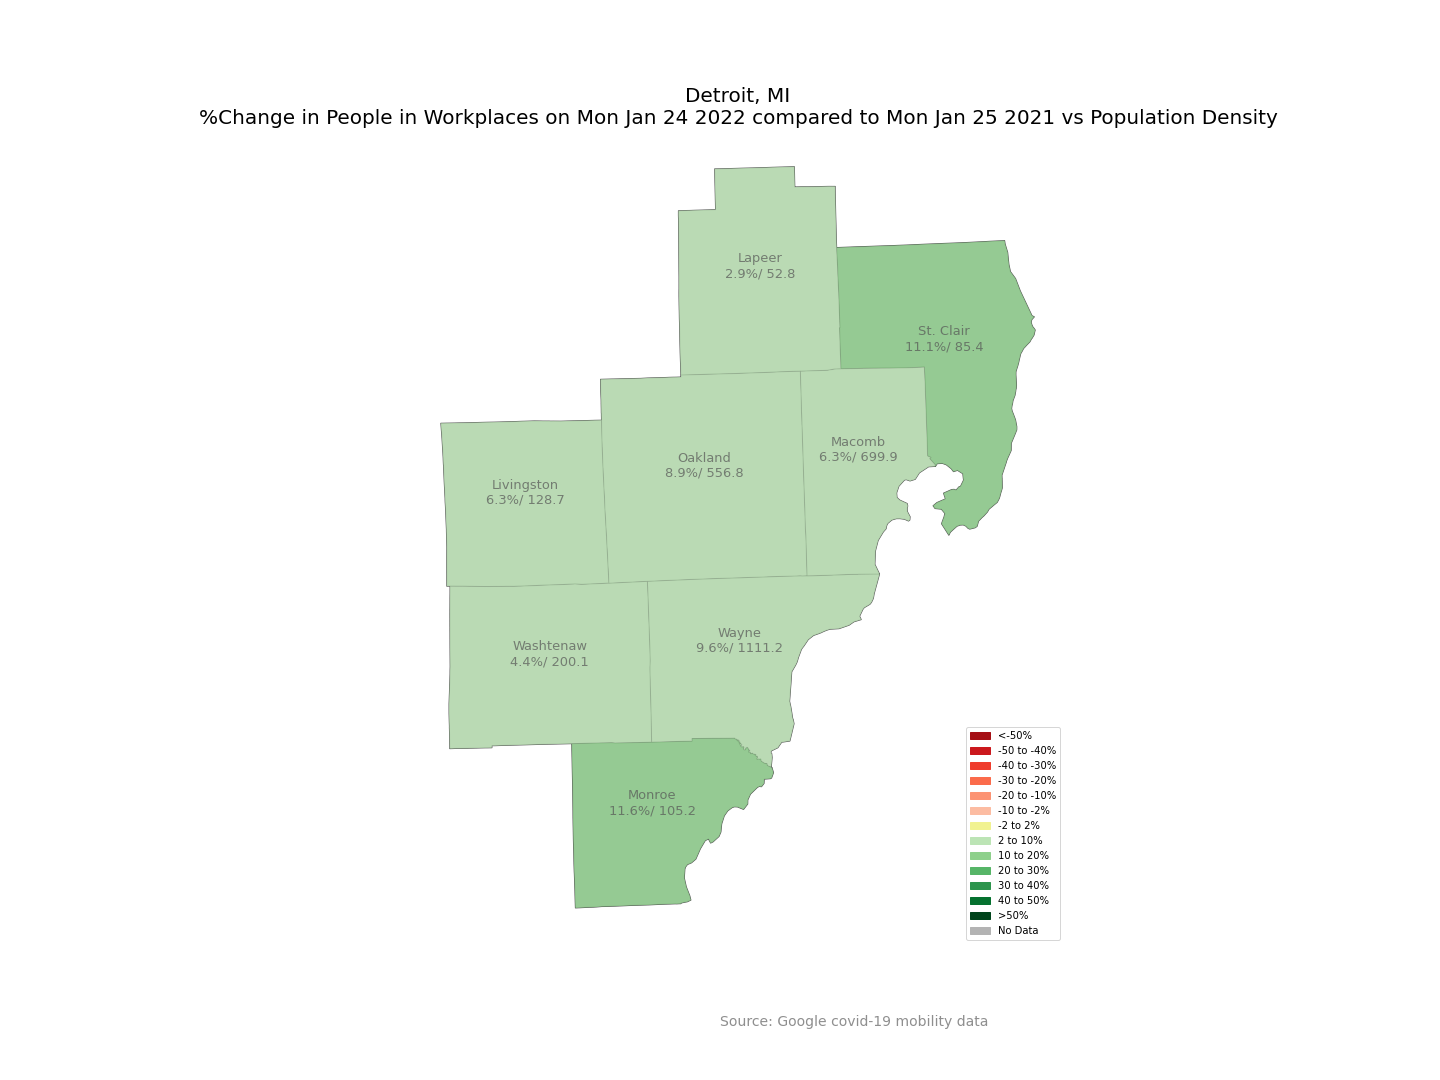 Detroit, MI
%Change in People in Workplaces on Mon Jan 24 2022 compared to Mon Jan 25 2021 vs Population Density
Lapeer
2.9%/ 52.8
St. Clair
11.1%/ 85.4
Macomb
6.3%/ 699.9
Oakland
8.9%/ 556.8
Livingston
6.3%/ 128.7
Wayne
9.6%/ 1111.2
Washtenaw
4.4%/ 200.1
Monroe
11.6%/ 105.2
<-50%
-50 to -40%
-40 to -30%
-30 to -20%
-20 to -10%
-10 to -2%
-2 to 2%
2 to 10%
10 to 20%
20 to 30%
30 to 40%
40 to 50%
>50%
No Data
Source: Google covid-19 mobility data